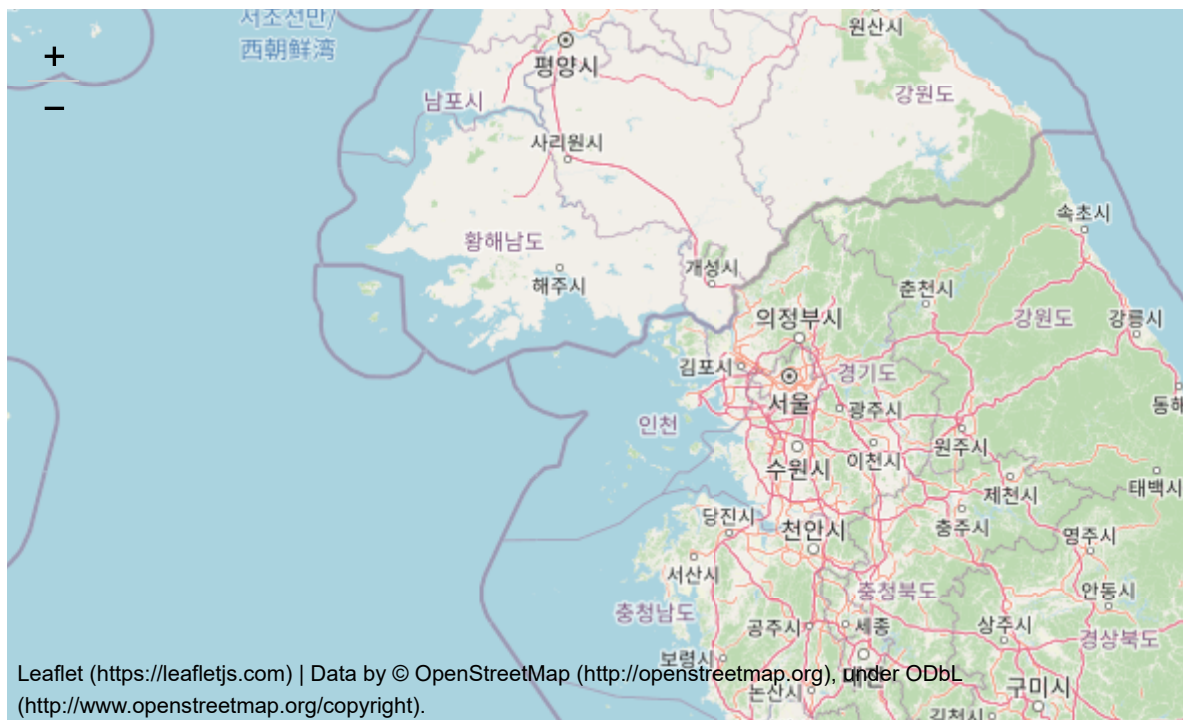 서조선만/
西朝鮮湾
+
−
원산시
평양시
강원도
남포시
사리원시
속초시
황해남도
개성시
해주시
춘천시
의정부시
강원도
강릉시
김포시
경기도
서울
광주시
동해
인천
원주시
이천시
수원시
제천시
태백시
당진시
천안시
충주시
영주시
서산시
충청북도
안동시
충청남도
공주시
세종
상주시
경상북도
보령시
Leaflet (https://leafletjs.com) | Data by © OpenStreetMap (http://openstreetmap.org), under ODbL
(http://www.openstreetmap.org/copyright).
대전
논산시
구미시
김천시